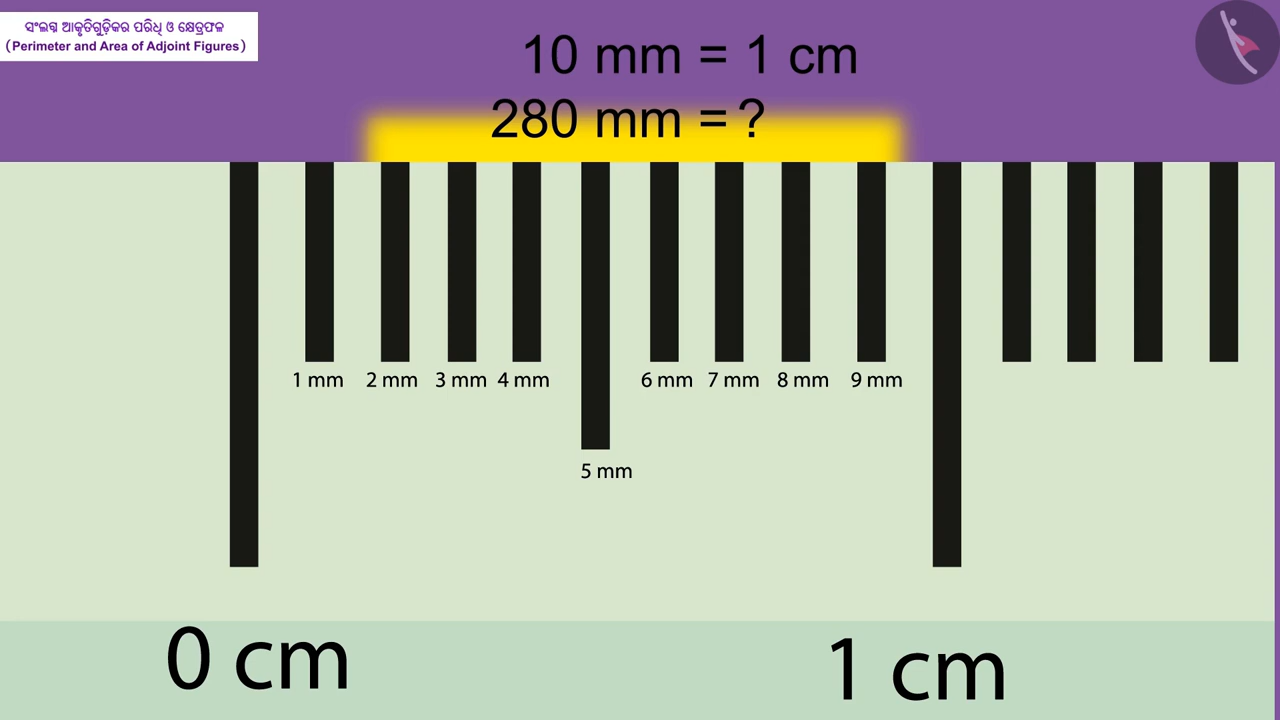 ସଂଲଗ୍ନ ଆକୃତିଗୁଡ଼ିକର ପରିଧି ଓ କ୍ଷେତ୍ରଫଳ
(Perimeter and Area of Adjoint Figures)
10 mm = 1 cm
280 mm = ?
1 mm 2 mm 3 mm 4 mm 6 mm 7 mm 8 mm 9 mm
5 mm
0 cm 1 cm